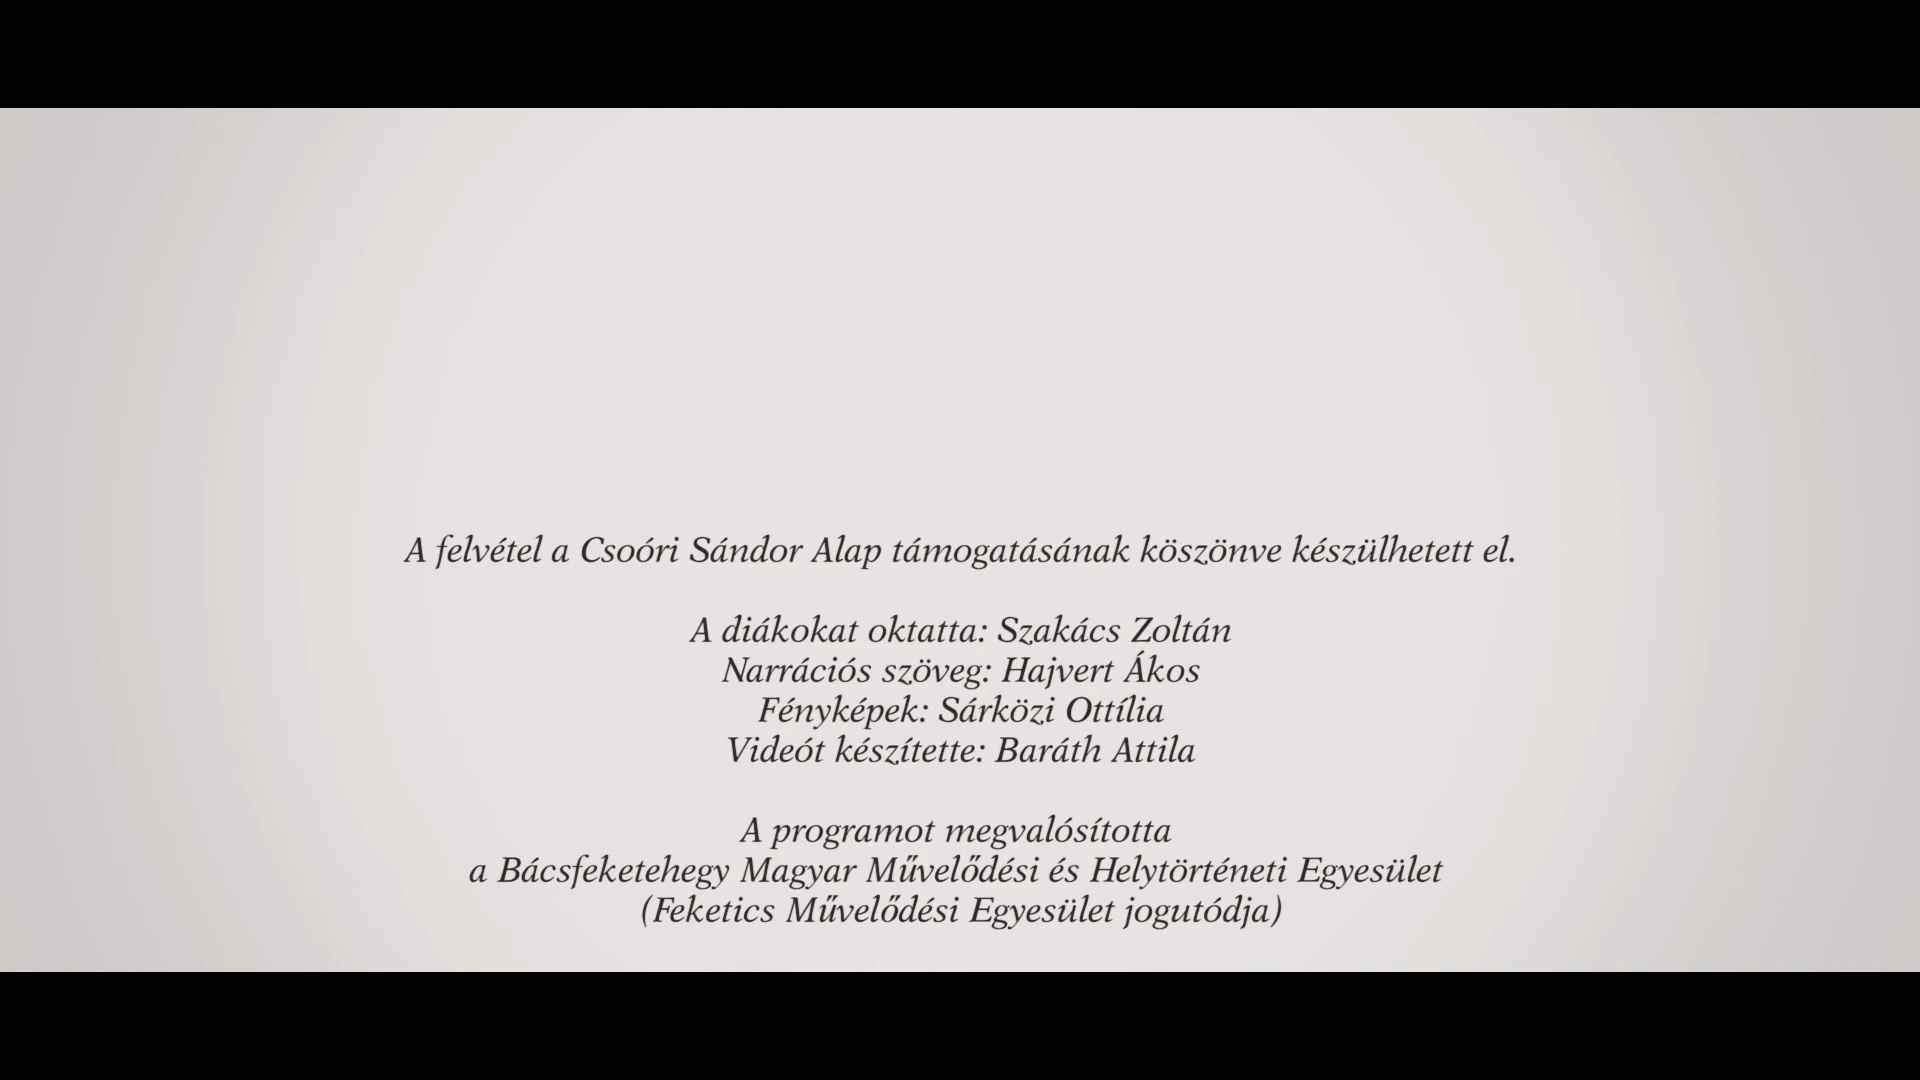 A felvétel a Csoóri Sándor Alap támogatásának köszönve készülhetett el.
A diákokat oktatta: Szakács Zoltán
Narrációs szöveg: Hajvert Ákos
Fényképek: Sárközi Ottília
Videót készítette: Baráth Attila
A programot megvalósította
a Bácsfeketehegy Magyar Művelődési és Helytörténeti Egyesület
(Feketics Művelődési Egyesület jogutódja)